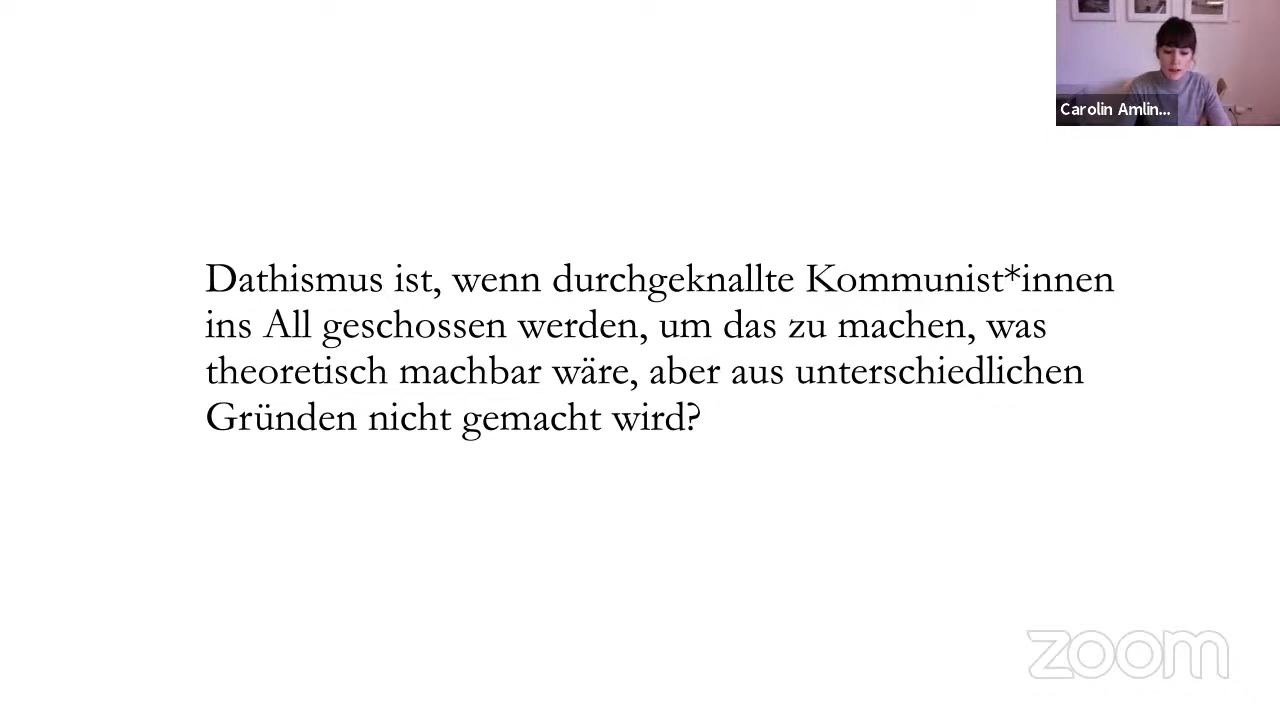 Carolin Amlin...
Dathismus ist, wenn durchgeknallte Kommunist*innen
ins All geschossen werden, um das zu machen, was
theoretisch machbar wäre, aber aus unterschiedlichen
Gründen nicht gemacht wird?
zoom